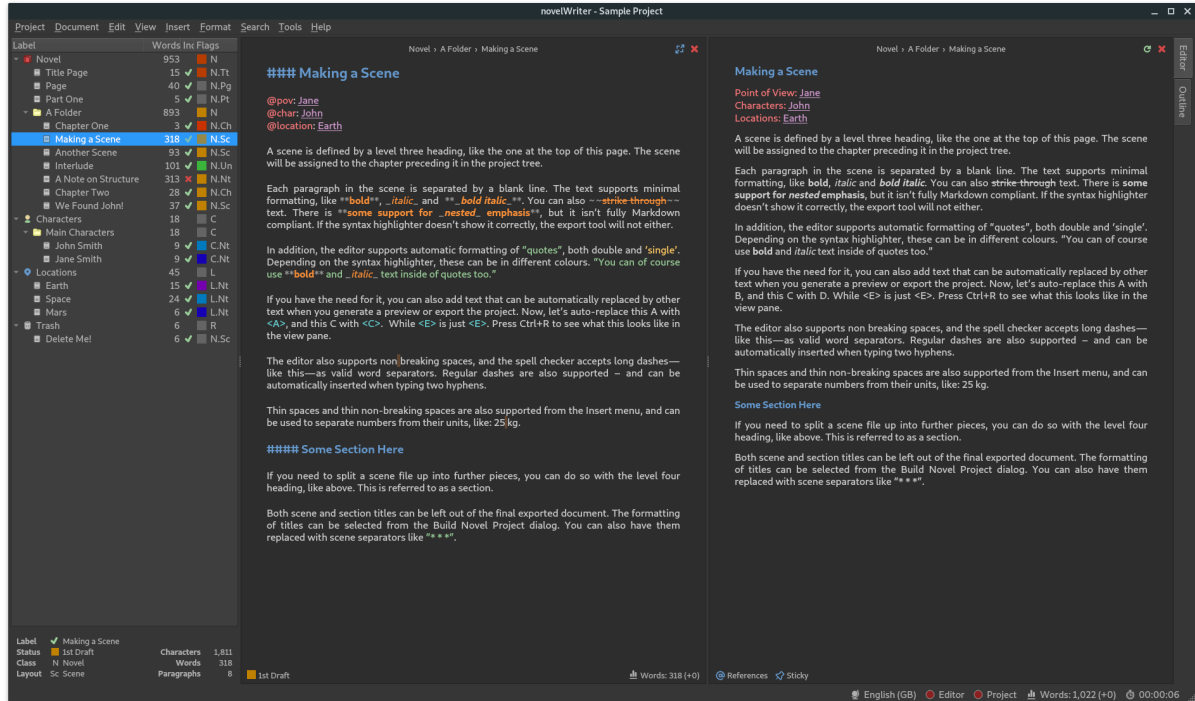 novelWriter - Sample Project
Project Document Edit View Insert Format Search Tools Help
Label Words Inc Flags
Novel 953 N
Title Page 15 N.Tt
Page 40 N.Pg
Part One 5 N.Pt
A Folder 893 N
Chapter One 3 N.Ch
Making a Scene 318 N.Sc
Another Scene 93 N.Sc
Interlude 101 N.Un
A Note on Structure 313 N.Nt
Chapter Two 28 N.Ch
We Found John! 37 N.Sc
Characters 18 C
Main Characters 18 C
John Smith 9 C.Nt
Jane Smith 9 C.Nt
Locations 45 L
Earth 15 L.Nt
Space 24 L.Nt
Mars 6 L.Nt
Trash 6 R
Delete Me! 6 N.Sc
Label Making a Scene
Status 1st Draft Characters 1,811
Class N Novel Words 318
Layout Sc Scene Paragraphs 8
Novel › A Folder › Making a Scene
### Making a Scene
@pov: Jane
@char: John
@location: Earth
A scene is defined by a level three heading, like the one at the top of this page. The scene
will be assigned to the chapter preceding it in the project tree.
Each paragraph in the scene is separated by a blank line. The text supports minimal
formatting, like **bold**, _italic_ and **_bold italic_**. You can also ~~strike through~~
text. There is **some support for _nested_ emphasis**, but it isn’t fully Markdown
compliant. If the syntax highlighter doesn’t show it correctly, the export tool will not either.
In addition, the editor supports automatic formatting of “quotes”, both double and ‘single’.
Depending on the syntax highlighter, these can be in different colours. “You can of course
use **bold** and _italic_ text inside of quotes too.”
If you have the need for it, you can also add text that can be automatically replaced by other
text when you generate a preview or export the project. Now, let’s auto-replace this A with
<A>, and this C with <C>. While <E> is just <E>. Press Ctrl+R to see what this looks like in
the view pane.
The editor also supports non breaking spaces, and the spell checker accepts long dashes—
like this—as valid word separators. Regular dashes are also supported – and can be
automatically inserted when typing two hyphens.
Thin spaces and thin non-breaking spaces are also supported from the Insert menu, and can
be used to separate numbers from their units, like: 25 kg.
#### Some Section Here
If you need to split a scene file up into further pieces, you can do so with the level four
heading, like above. This is referred to as a section.
Both scene and section titles can be left out of the final exported document. The formatting
of titles can be selected from the Build Novel Project dialog. You can also have them
replaced with scene separators like “* * *”.
1st Draft Words: 318 (+0)
Novel › A Folder › Making a Scene
Making a Scene
Point of View: Jane
Characters: John
Locations: Earth
A scene is defined by a level three heading, like the one at the top of this page. The scene
will be assigned to the chapter preceding it in the project tree.
Each paragraph in the scene is separated by a blank line. The text supports minimal
formatting, like bold, italic and bold italic. You can also strike through text. There is some
support for nested emphasis, but it isn’t fully Markdown compliant. If the syntax highlighter
doesn’t show it correctly, the export tool will not either.
In addition, the editor supports automatic formatting of “quotes”, both double and ‘single’.
Depending on the syntax highlighter, these can be in different colours. “You can of course
use bold and italic text inside of quotes too.”
If you have the need for it, you can also add text that can be automatically replaced by other
text when you generate a preview or export the project. Now, let’s auto-replace this A with
B, and this C with D. While <E> is just <E>. Press Ctrl+R to see what this looks like in the
view pane.
The editor also supports non breaking spaces, and the spell checker accepts long dashes—
like this—as valid word separators. Regular dashes are also supported – and can be
automatically inserted when typing two hyphens.
Thin spaces and thin non-breaking spaces are also supported from the Insert menu, and can
be used to separate numbers from their units, like: 25 kg.
Some Section Here
If you need to split a scene file up into further pieces, you can do so with the level four
heading, like above. This is referred to as a section.
Both scene and section titles can be left out of the final exported document. The formatting
of titles can be selected from the Build Novel Project dialog. You can also have them
replaced with scene separators like “* * *”.
References Sticky
Editor
Outline
English (GB) Editor Project Words: 1,022 (+0) 00:00:06